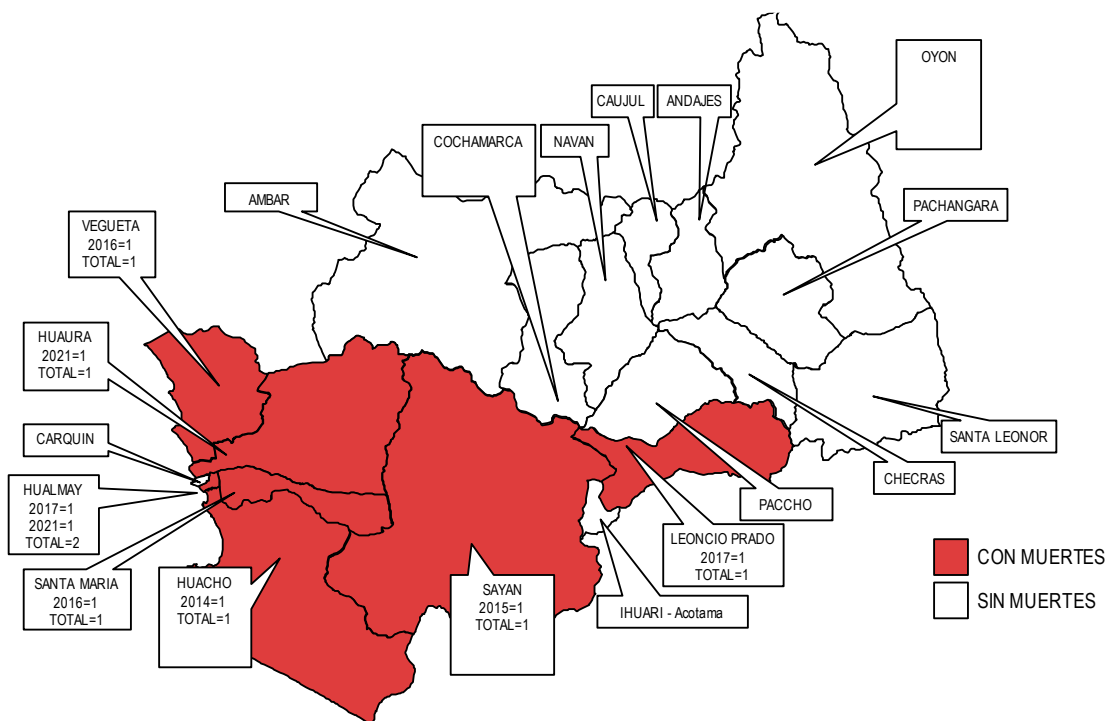 OYON
CAUJUL
ANDAJES
COCHAMARCA
NAVAN
AMBAR
PACHANGARA
VEGUETA
2016=1
TOTAL=1
HUAURA
2021=1
TOTAL=1
CARQUIN
HUALMAY
2017=1
2021=1
TOTAL=2
SANTA MARIA
2016=1
TOTAL=1
HUACHO
2014=1
TOTAL=1
SAYAN
2015=1
TOTAL=1
LEONCIO PRADO
2017=1
TOTAL=1
IHUARI - Acotama
PACCHO
CHECRAS
SANTA LEONOR
CON MUERTES
SIN MUERTES